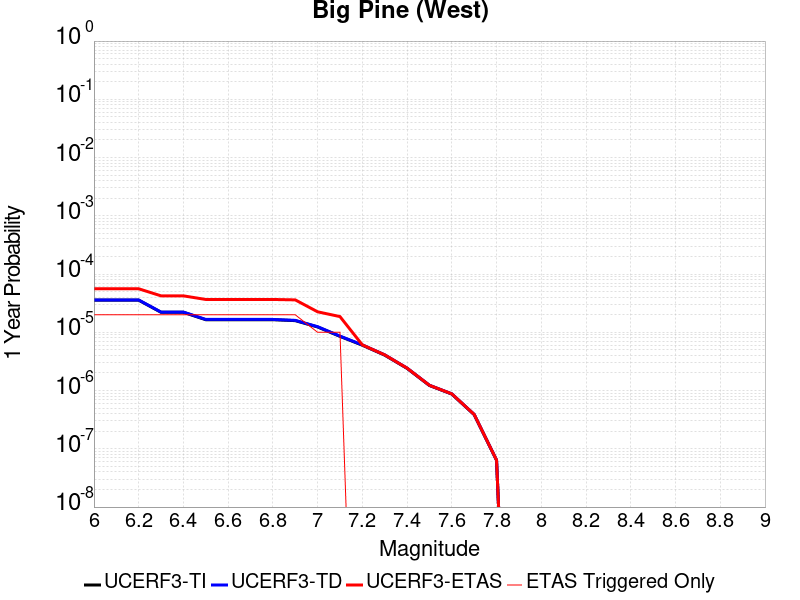 Big Pine (West)
10^0
10^-1
10^-2
10^-3
10^-4
10^-5
10^-6
10^-7
10^-8
1 Year Probability
6 6.2 6.4 6.6 6.8 7 7.2 7.4 7.6 7.8 8 8.2 8.4 8.6 8.8 9
Magnitude
UCERF3-TI UCERF3-TD UCERF3-ETAS ETAS Triggered Only